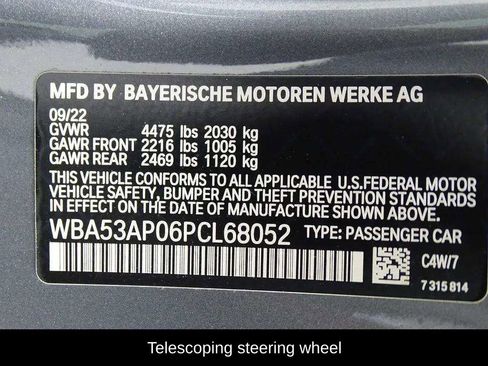 MFD BY BAYERISCHE MOTOREN WERKE AG
09/22
GVWR 4475 lbs 2030 kg
GAWR FRONT 2216 lbs 1005 kg
GAWR REAR 2469 lbs 1120 kg
THIS VEHICLE CONFORMS TO ALL APPLICABLE U.S.FEDERAL MOTOR
VEHICLE SAFETY, BUMPER AND THEFT PREVENTION STANDARDS
IN EFFECT ON THE DATE OF MANUFACTURE SHOWN ABOVE.
WBA53AP06PCL68052 TYPE: PASSENGER CAR
C4W/7
7 315 814
Telescoping steering wheel